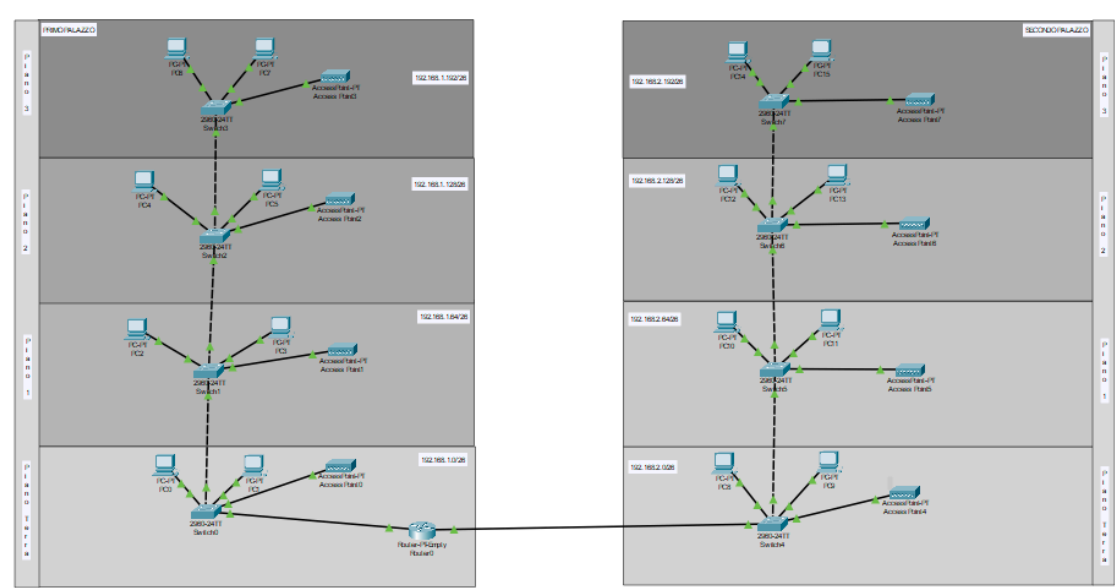 PRIMO PALAZZO
SECONDO PALAZZO
Piano 3
PC-PT
PC6
PC-PT
PC7
AccessPoint-PT
Access Point3
192.168.1.192/26
2960-24TT
Switch3
192.168.2.192/26
PC-PT
PC14
PC-PT
PC15
AccessPoint-PT
Access Point7
2960-24TT
Switch7
Piano 3
Piano 2
PC-PT
PC4
PC-PT
PC5
AccessPoint-PT
Access Point2
192.168.1.128/26
2960-24TT
Switch2
192.168.2.128/26
PC-PT
PC12
PC-PT
PC13
AccessPoint-PT
Access Point6
2960-24TT
Switch6
Piano 2
Piano 1
PC-PT
PC2
PC-PT
PC3
AccessPoint-PT
Access Point1
192.168.1.64/26
2960-24TT
Switch1
192.168.2.64/26
PC-PT
PC10
PC-PT
PC11
AccessPoint-PT
Access Point5
2960-24TT
Switch5
Piano 1
Piano Terra
PC-PT
PC0
PC-PT
PC1
AccessPoint-PT
Access Point0
192.168.1.0/26
2960-24TT
Switch0
Router-PT-Empty
Router0
192.168.2.0/26
PC-PT
PC8
PC-PT
PC9
AccessPoint-PT
Access Point4
2960-24TT
Switch4
Piano Terra